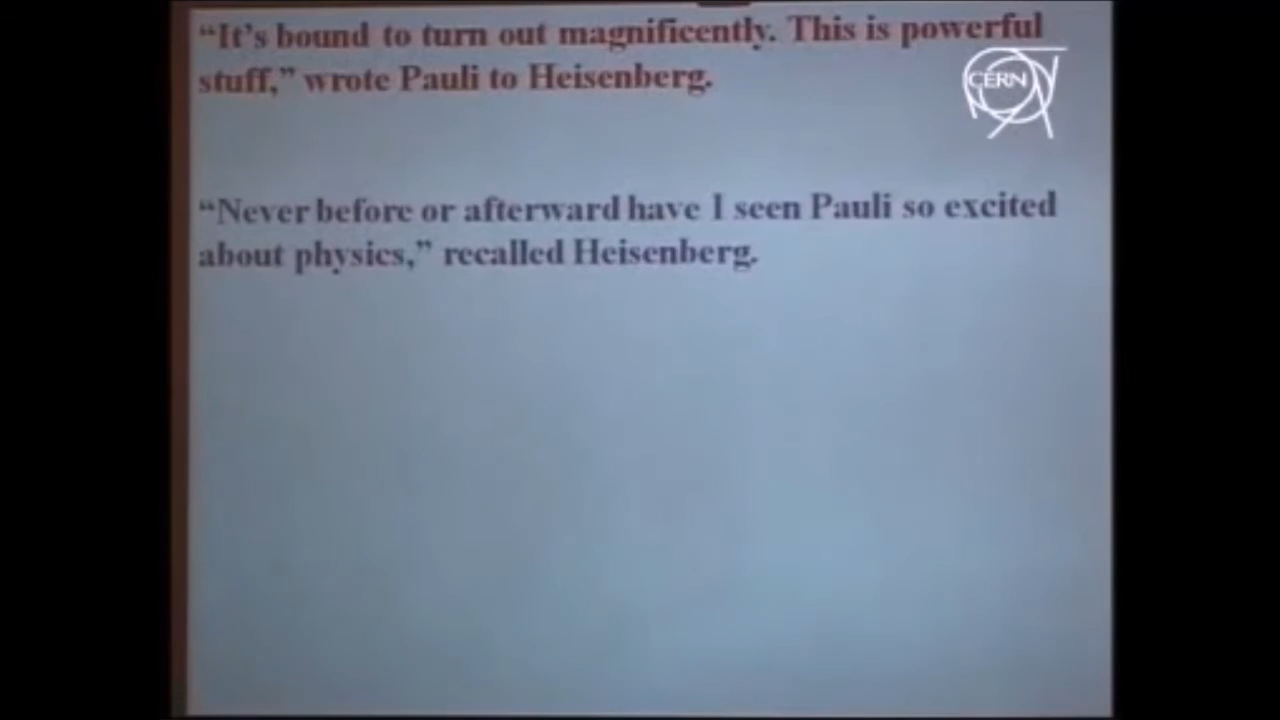 “It’s bound to turn out magnificently. This is powerful
stuff,” wrote Pauli to Heisenberg.
CERN
“Never before or afterward have I seen Pauli so excited
about physics,” recalled Heisenberg.